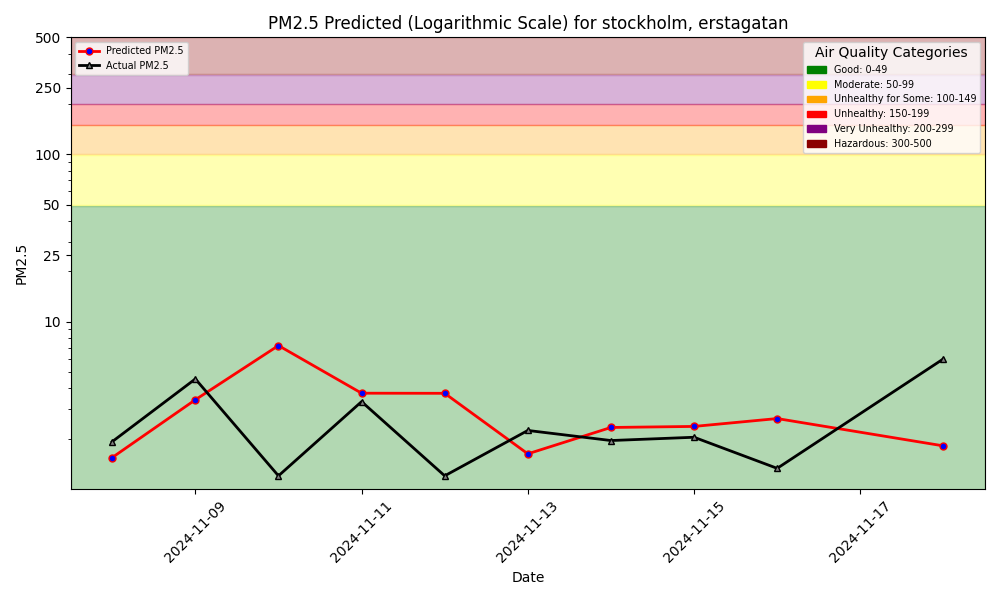 PM2.5 Predicted (Logarithmic Scale) for stockholm, erstagatan
Predicted PM2.5
Actual PM2.5
Air Quality Categories
Good: 0-49
Moderate: 50-99
Unhealthy for Some: 100-149
Unhealthy: 150-199
Very Unhealthy: 200-299
Hazardous: 300-500
500
250
100
50
25
10
PM2.5
2024-11-09
2024-11-11
2024-11-13
2024-11-15
2024-11-17
Date